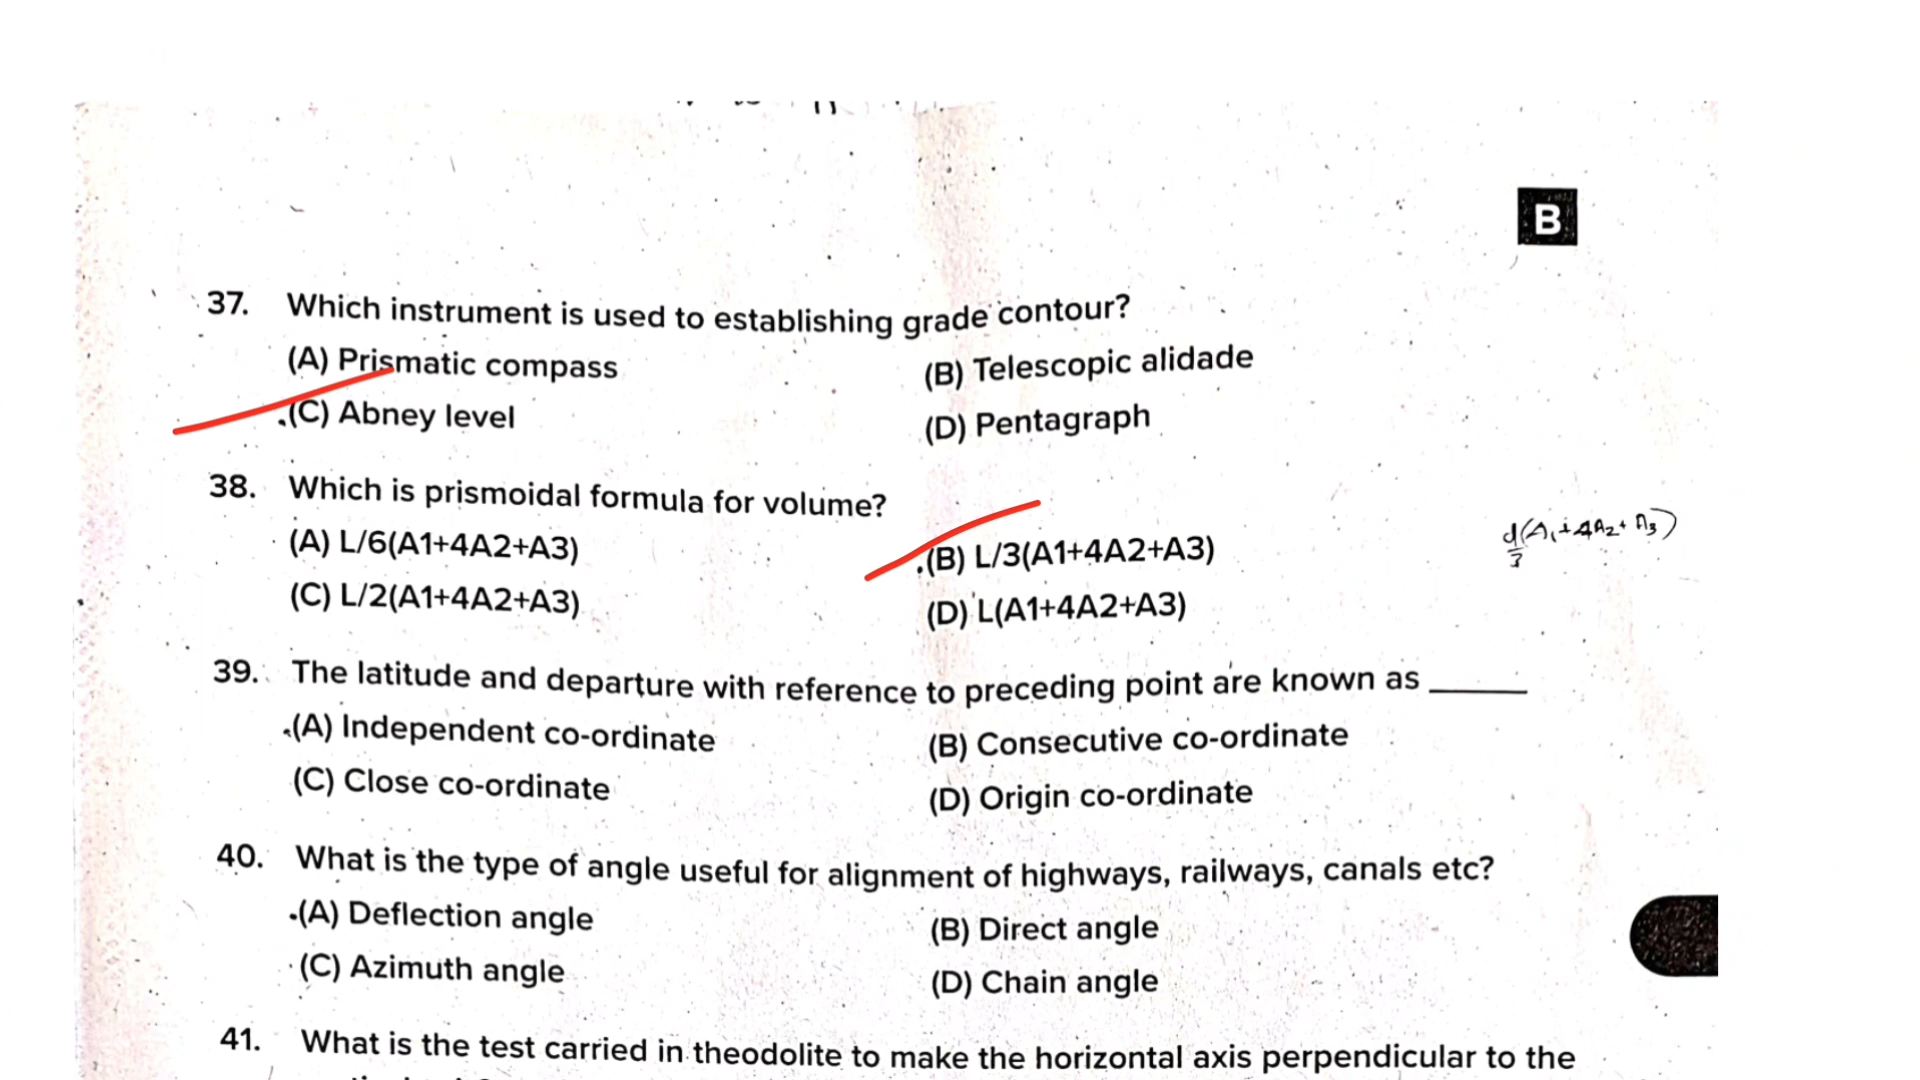 B
37. Which instrument is used to establishing grade contour?
(A) Prismatic compass (B) Telescopic alidade
(C) Abney level (D) Pentagraph
38. Which is prismoidal formula for volume?
(A) L/6(A1+4A2+A3) (B) L/3(A1+4A2+A3)
d/3(A1+4A2+A3)
(C) L/2(A1+4A2+A3) (D) L(A1+4A2+A3)
39. The latitude and departure with reference to preceding point are known as ______
(A) Independent co-ordinate (B) Consecutive co-ordinate
(C) Close co-ordinate (D) Origin co-ordinate
40. What is the type of angle useful for alignment of highways, railways, canals etc?
(A) Deflection angle (B) Direct angle
(C) Azimuth angle (D) Chain angle
41. What is the test carried in theodolite to make the horizontal axis perpendicular to the